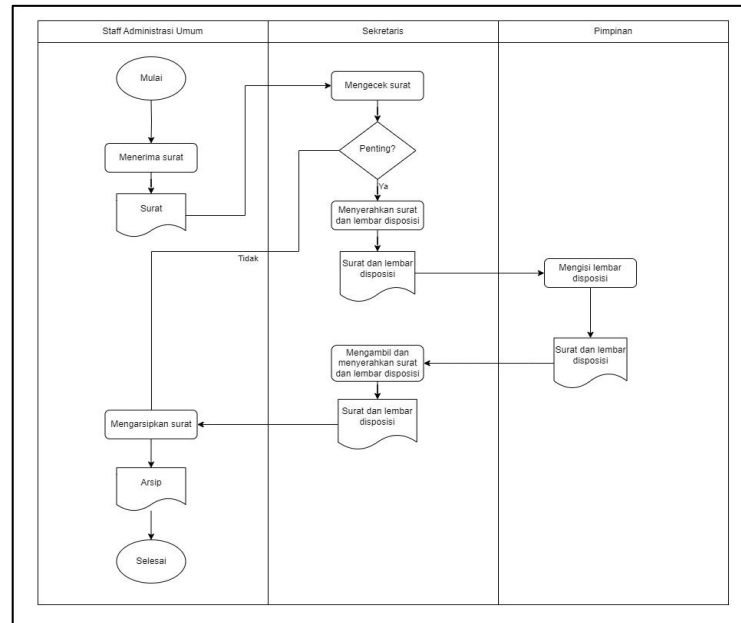 Staff Administrasi Umum
Sekretaris
Pimpinan
Mulai
Menerima surat
Surat
Mengecek surat
Penting?
Ya
Tidak
Menyerahkan surat
dan lembar disposisi
Surat dan lembar
disposisi
Mengisi lembar
disposisi
Surat dan lembar
disposisi
Mengambil dan
menyerahkan surat
dan lembar disposisi
Surat dan lembar
disposisi
Mengarsipkan surat
Arsip
Selesai